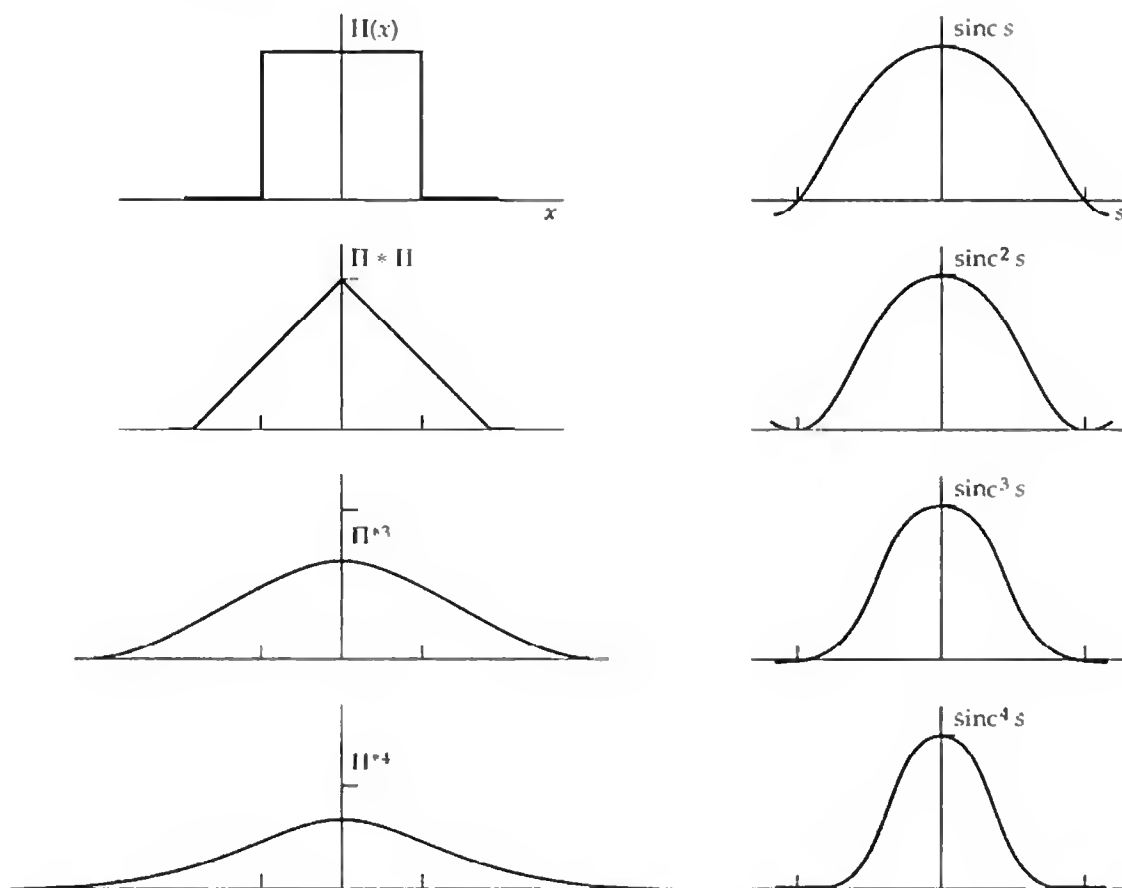 Π(x)
sinc s
x
s
Π * Π
sinc² s
Π*³
sinc³ s
Π*⁴
sinc⁴ s